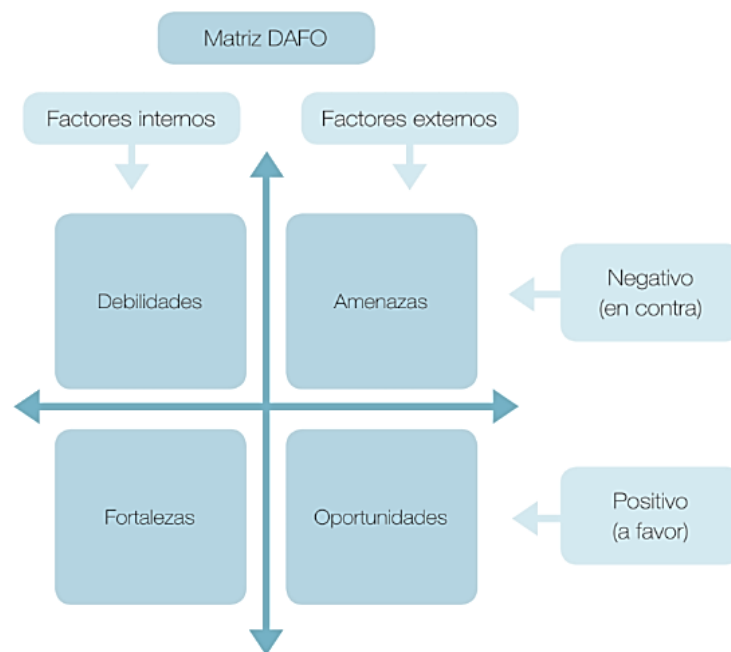 Matriz DAFO
Factores internos
Factores externos
Debilidades
Amenazas
Negativo
(en contra)
Fortalezas
Oportunidades
Positivo
(a favor)